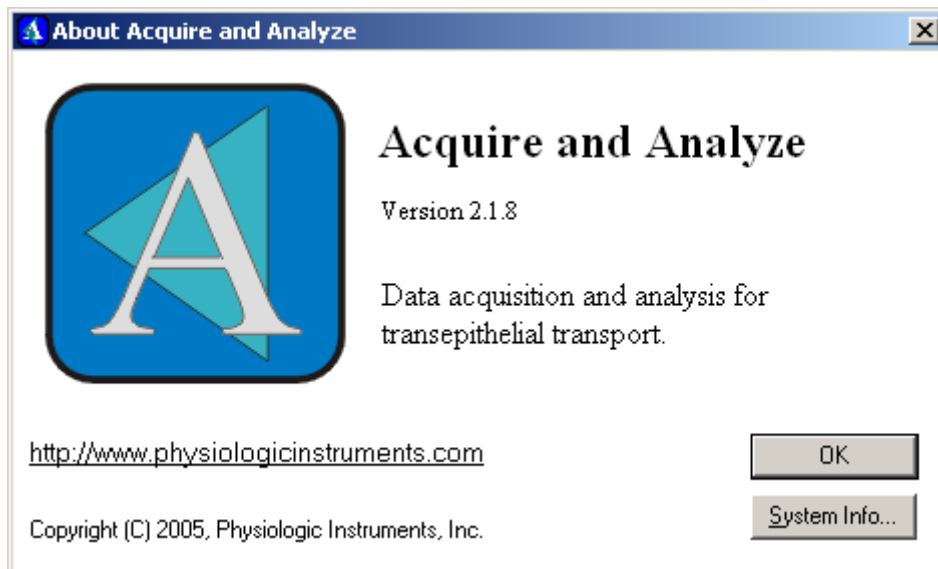 About Acquire and Analyze
A
Acquire and Analyze
Version 2.1.8
Data acquisition and analysis for
transepithelial transport.
http://www.physiologicinstruments.com
OK
Copyright (C) 2005, Physiologic Instruments, Inc.
System Info...